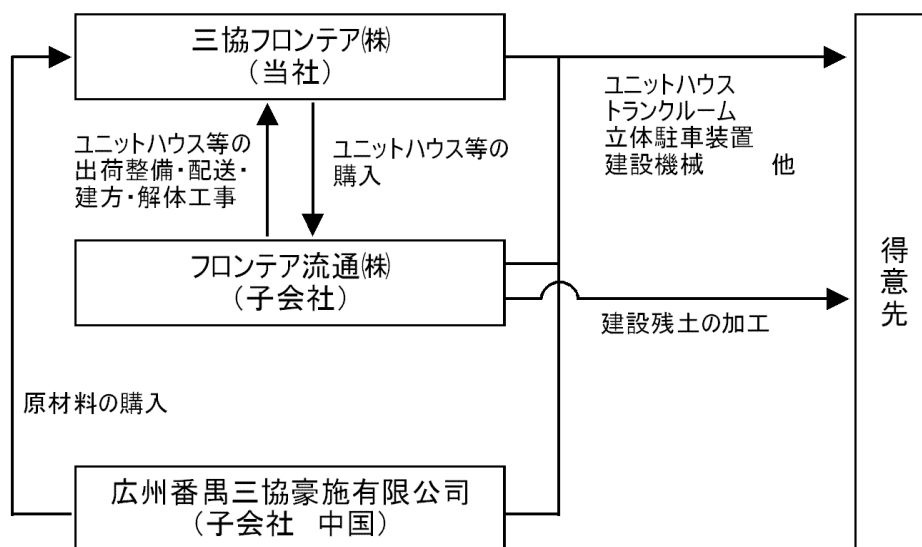 三協フロンテア㈱
（当社）
ユニットハウス
トランクルーム
立体駐車装置
建設機械　　他
ユニットハウス等の
出荷整備・配送・
建方・解体工事
ユニットハウス等の
購入
フロンテア流通㈱
（子会社）
建設残土の加工
得意先
原材料の購入
広州番禺三協豪施有限公司
（子会社　中国）